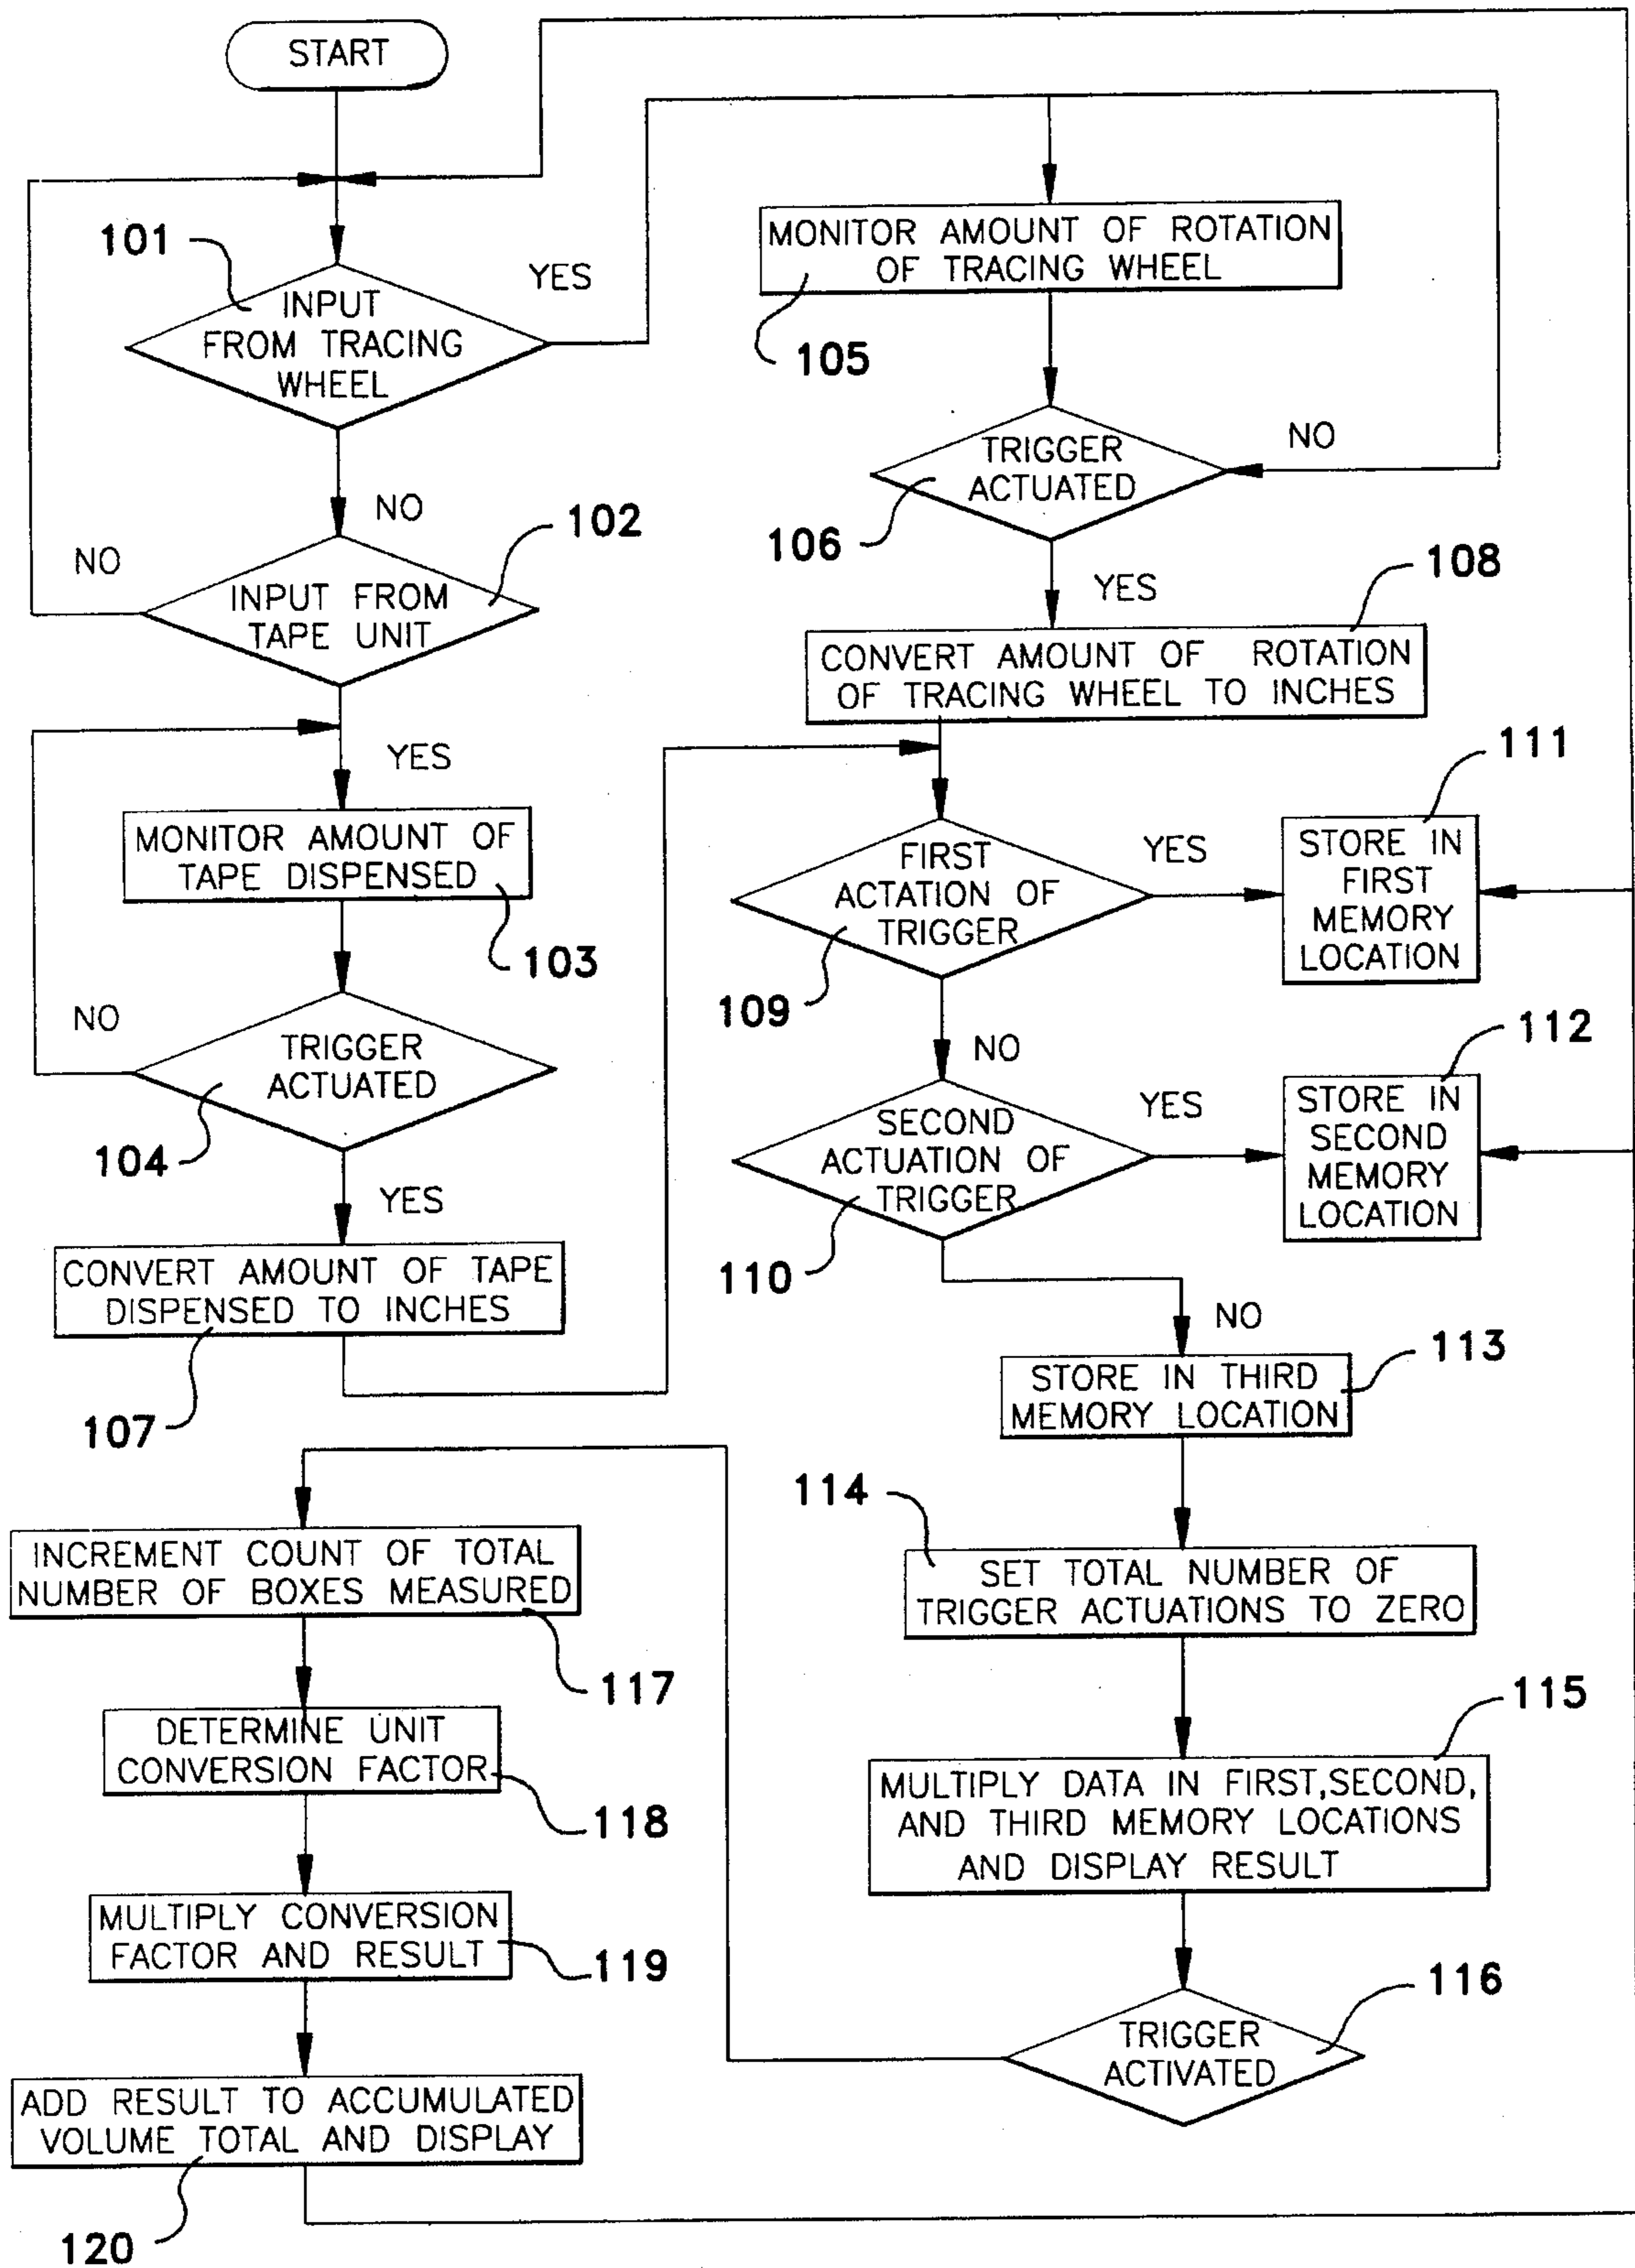 START
101
INPUT
FROM TRACING
WHEEL
YES
NO
102
INPUT FROM
TAPE UNIT
NO
YES
MONITOR AMOUNT OF
TAPE DISPENSED
103
TRIGGER
ACTUATED
NO
104
YES
CONVERT AMOUNT OF TAPE
DISPENSED TO INCHES
107
MONITOR AMOUNT OF ROTATION
OF TRACING WHEEL
105
TRIGGER
ACTUATED
NO
106
YES
108
CONVERT AMOUNT OF ROTATION
OF TRACING WHEEL TO INCHES
FIRST
ACTATION OF
TRIGGER
109
YES
111
STORE IN
FIRST
MEMORY
LOCATION
NO
SECOND
ACTUATION OF
TRIGGER
110
YES
112
STORE IN
SECOND
MEMORY
LOCATION
NO
113
STORE IN THIRD
MEMORY LOCATION
114
SET TOTAL NUMBER OF
TRIGGER ACTUATIONS TO ZERO
115
MULTIPLY DATA IN FIRST,SECOND,
AND THIRD MEMORY LOCATIONS
AND DISPLAY RESULT
116
TRIGGER
ACTIVATED
INCREMENT COUNT OF TOTAL
NUMBER OF BOXES MEASURED
117
DETERMINE UNIT
CONVERSION FACTOR
118
MULTIPLY CONVERSION
FACTOR AND RESULT
119
ADD RESULT TO ACCUMULATED
VOLUME TOTAL AND DISPLAY
120